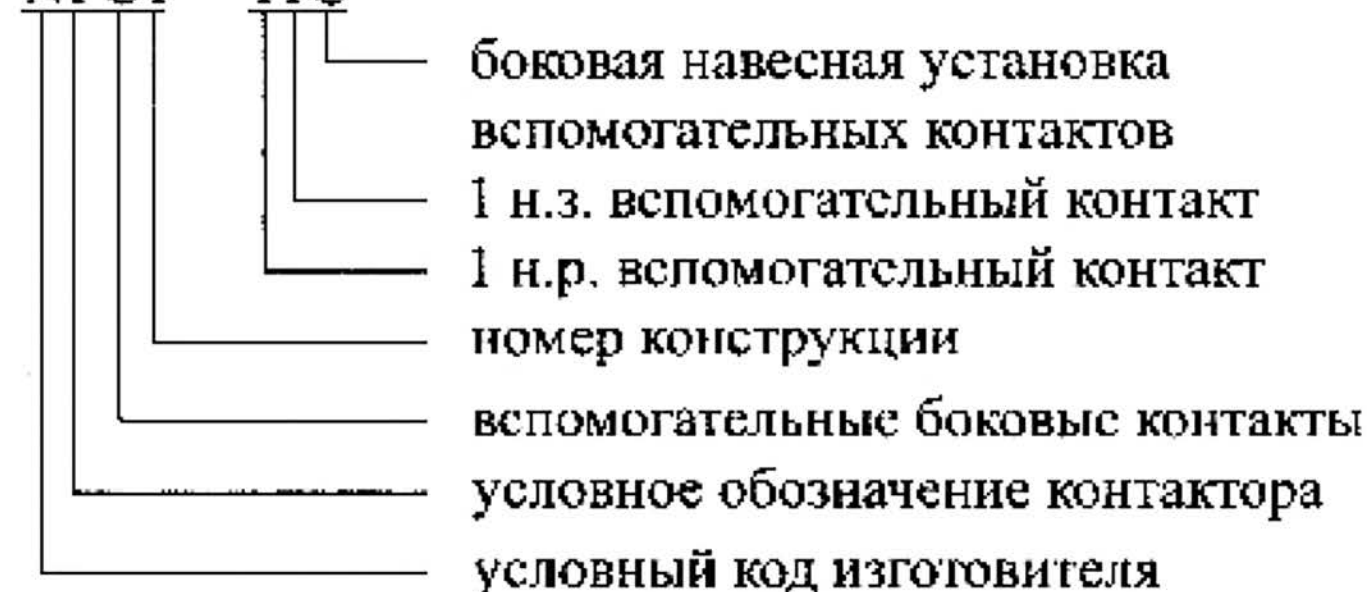 боковая навесная установка
вспомогательных контактов
1 н.з. вспомогательный контакт
1 н.р. вспомогательный контакт
номер конструкции
вспомогательные боковые контакты
условное обозначение контактора
условный код изготовителя